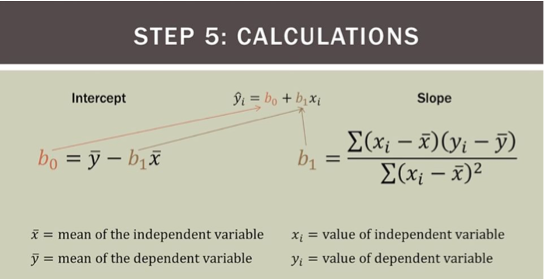 STEP 5: CALCULATIONS
Intercept
ŷᵢ = b₀ + b₁xᵢ
Slope
b₀ = ȳ − b₁x̄
b₁ = Σ(xᵢ − x̄)(yᵢ − ȳ) / Σ(xᵢ − x̄)²
x̄ = mean of the independent variable
ȳ = mean of the dependent variable
xᵢ = value of independent variable
yᵢ = value of dependent variable